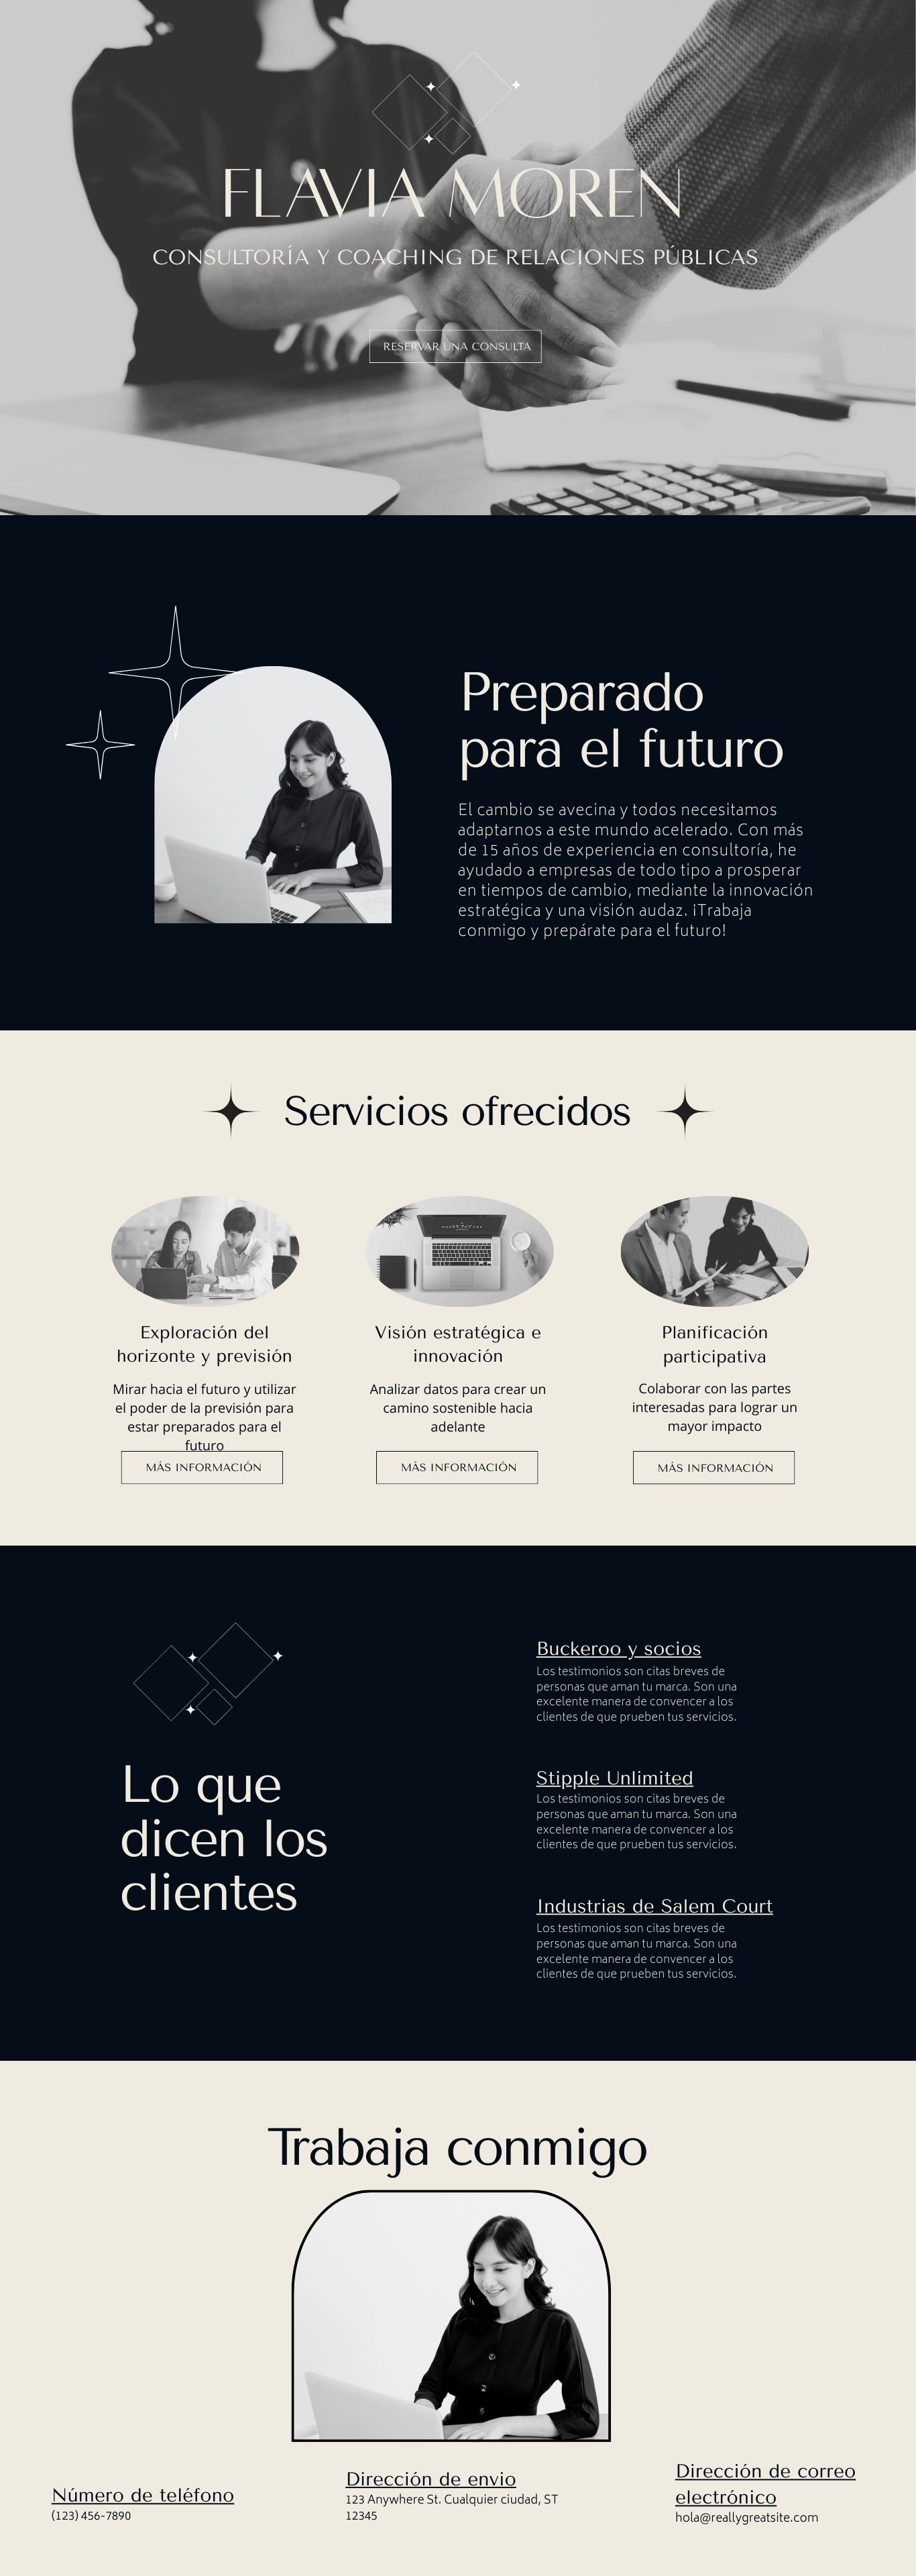 FLAVIA MOREN
CONSULTORÍA Y COACHING DE RELACIONES PÚBLICAS
RESERVAR UNA CONSULTA
Preparado
para el futuro
El cambio se avecina y todos necesitamos
adaptarnos a este mundo acelerado. Con más
de 15 años de experiencia en consultoría, he
ayudado a empresas de todo tipo a prosperar
en tiempos de cambio, mediante la innovación
estratégica y una visión audaz. ¡Trabaja
conmigo y prepárate para el futuro!
Servicios ofrecidos
Exploración del
horizonte y previsión
Mirar hacia el futuro y utilizar
el poder de la previsión para
estar preparados para el
futuro
MÁS INFORMACIÓN
Visión estratégica e
innovación
Analizar datos para crear un
camino sostenible hacia
adelante
MÁS INFORMACIÓN
Planificación
participativa
Colaborar con las partes
interesadas para lograr un
mayor impacto
MÁS INFORMACIÓN
Lo que
dicen los
clientes
Buckeroo y socios
Los testimonios son citas breves de
personas que aman tu marca. Son una
excelente manera de convencer a los
clientes de que prueben tus servicios.
Stipple Unlimited
Los testimonios son citas breves de
personas que aman tu marca. Son una
excelente manera de convencer a los
clientes de que prueben tus servicios.
Industrias de Salem Court
Los testimonios son citas breves de
personas que aman tu marca. Son una
excelente manera de convencer a los
clientes de que prueben tus servicios.
Trabaja conmigo
Número de teléfono
(123) 456-7890
Dirección de envio
123 Anywhere St. Cualquier ciudad, ST
12345
Dirección de correo
electrónico
hola@reallygreatsite.com